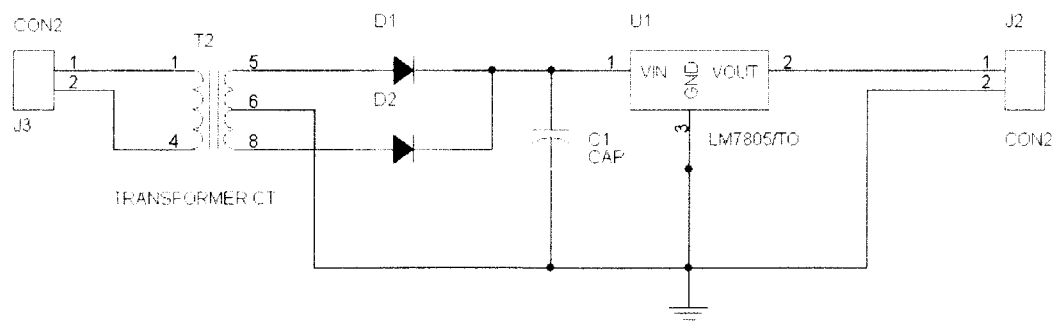 CON2
T2
D1
U1
J2
1
2
1
5
1
VIN
GND
VOUT
2
1
2
D2
6
J3
4
8
C1
CAP
3
LM7805/TO
CON2
TRANSFORMER CT